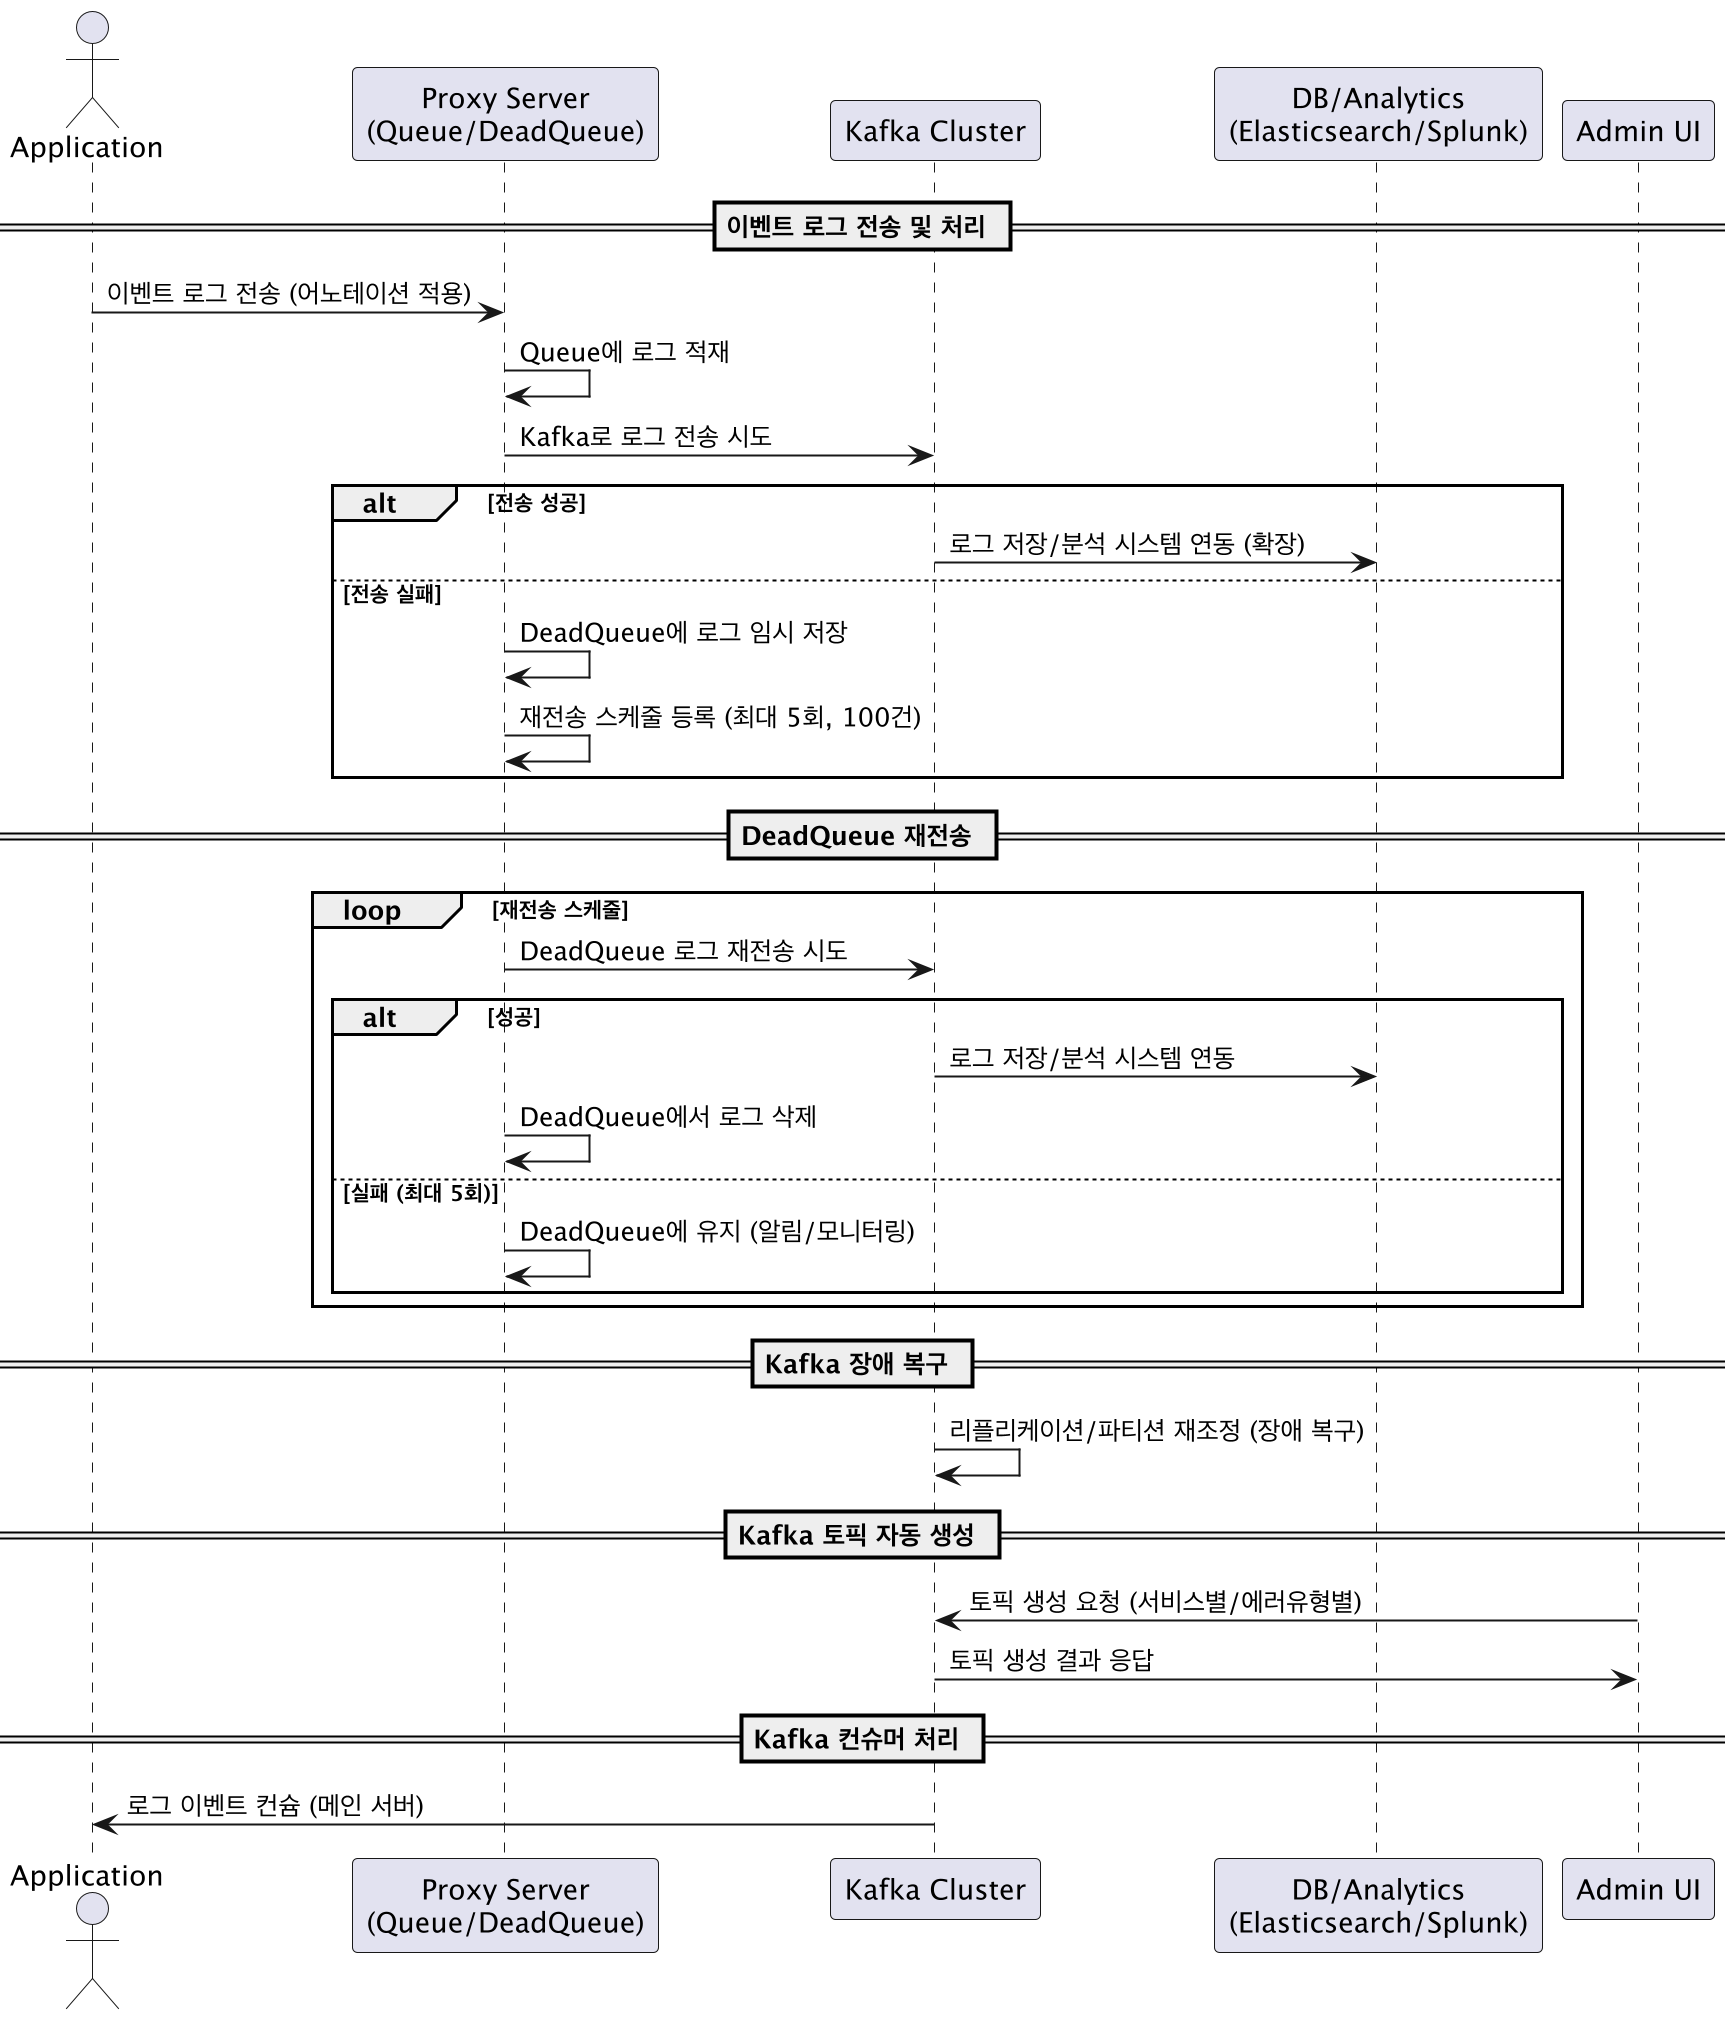 Application
Proxy Server
(Queue/DeadQueue)
Kafka Cluster
DB/Analytics
(Elasticsearch/Splunk)
Admin UI
이벤트 로그 전송 및 처리
이벤트 로그 전송 (어노테이션 적용)
Queue에 로그 적재
Kafka로 로그 전송 시도
alt
[전송 성공]
로그 저장/분석 시스템 연동 (확장)
[전송 실패]
DeadQueue에 로그 임시 저장
재전송 스케줄 등록 (최대 5회, 100건)
DeadQueue 재전송
loop
[재전송 스케줄]
DeadQueue 로그 재전송 시도
alt
[성공]
로그 저장/분석 시스템 연동
DeadQueue에서 로그 삭제
[실패 (최대 5회)]
DeadQueue에 유지 (알림/모니터링)
Kafka 장애 복구
리플리케이션/파티션 재조정 (장애 복구)
Kafka 토픽 자동 생성
토픽 생성 요청 (서비스별/에러유형별)
토픽 생성 결과 응답
Kafka 컨슈머 처리
로그 이벤트 컨슘 (메인 서버)
Application
Proxy Server
(Queue/DeadQueue)
Kafka Cluster
DB/Analytics
(Elasticsearch/Splunk)
Admin UI